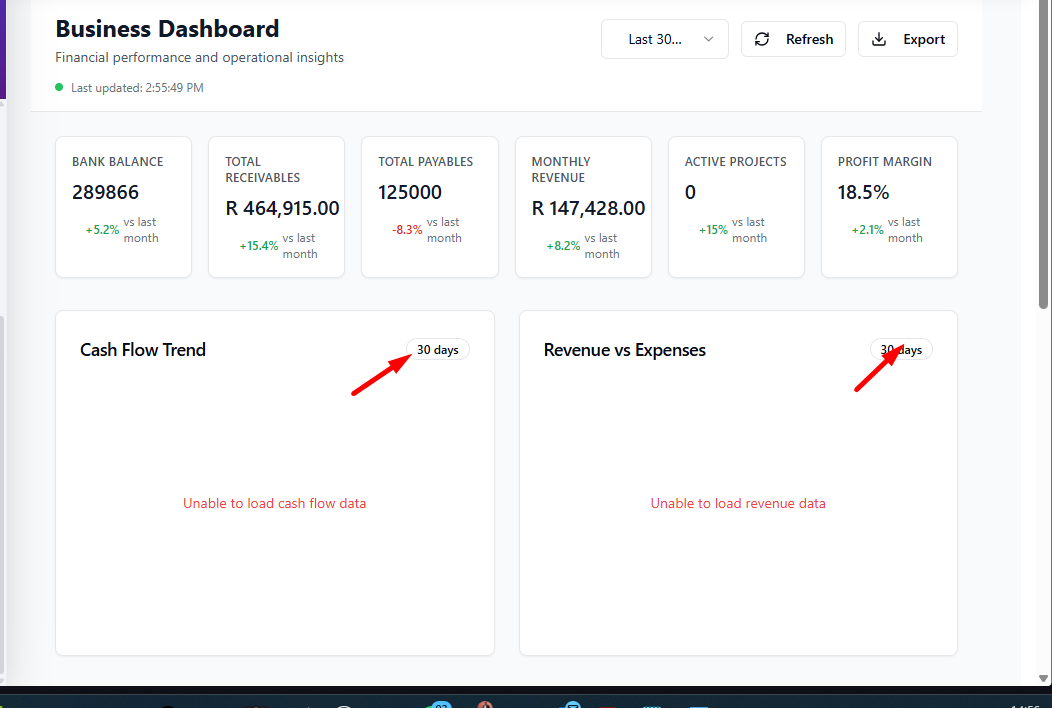 Business Dashboard
Financial performance and operational insights
Last updated: 2:55:49 PM
Last 30...
Refresh
Export
BANK BALANCE
289866
+5.2% vs last
month
TOTAL
RECEIVABLES
R 464,915.00
+15.4% vs last
month
TOTAL PAYABLES
125000
-8.3% vs last
month
MONTHLY
REVENUE
R 147,428.00
+8.2% vs last
month
ACTIVE PROJECTS
0
+15% vs last
month
PROFIT MARGIN
18.5%
+2.1% vs last
month
Cash Flow Trend
30 days
Unable to load cash flow data
Revenue vs Expenses
30 days
Unable to load revenue data